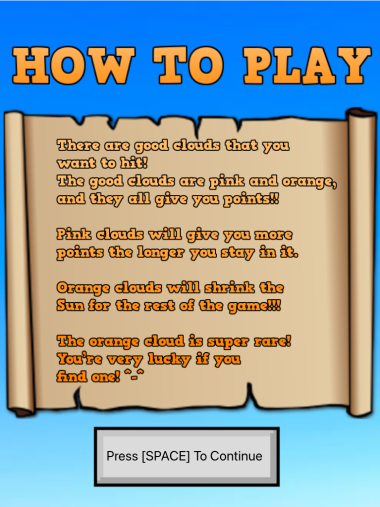 HOW TO PLAY
There are good clouds that you
want to hit!
The good clouds are pink and orange,
and they all give you points!!
Pink clouds will give you more
points the longer you stay in it.
Orange clouds will shrink the
Sun for the rest of the game!!!
The orange cloud is super rare!
You're very lucky if you
find one! ^-^
Press [SPACE] To Continue